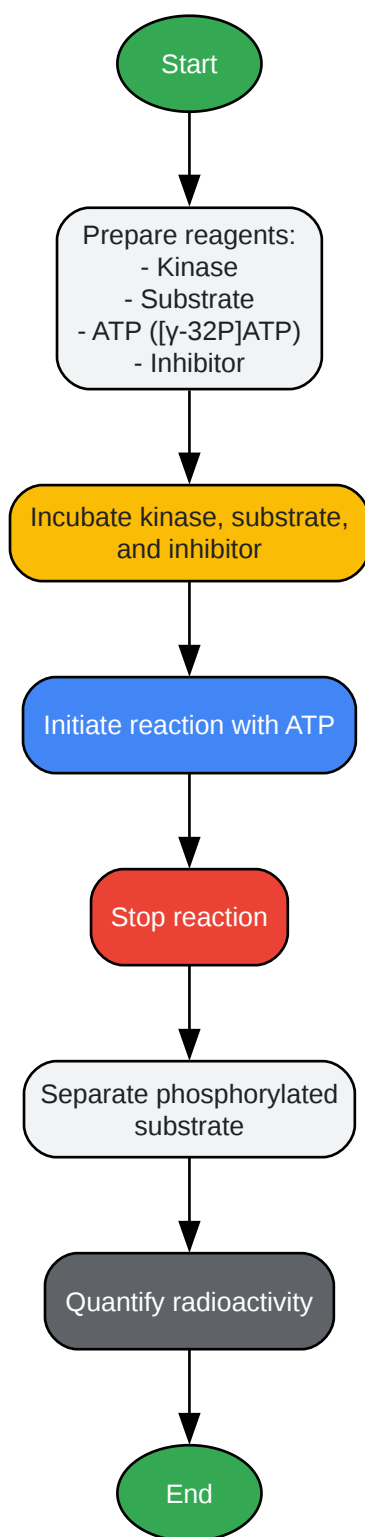 Start
Prepare reagents:
- Kinase
- Substrate
- ATP ([γ-32P]ATP)
- Inhibitor
Incubate kinase, substrate,
and inhibitor
Initiate reaction with ATP
Stop reaction
Separate phosphorylated
substrate
Quantify radioactivity
End